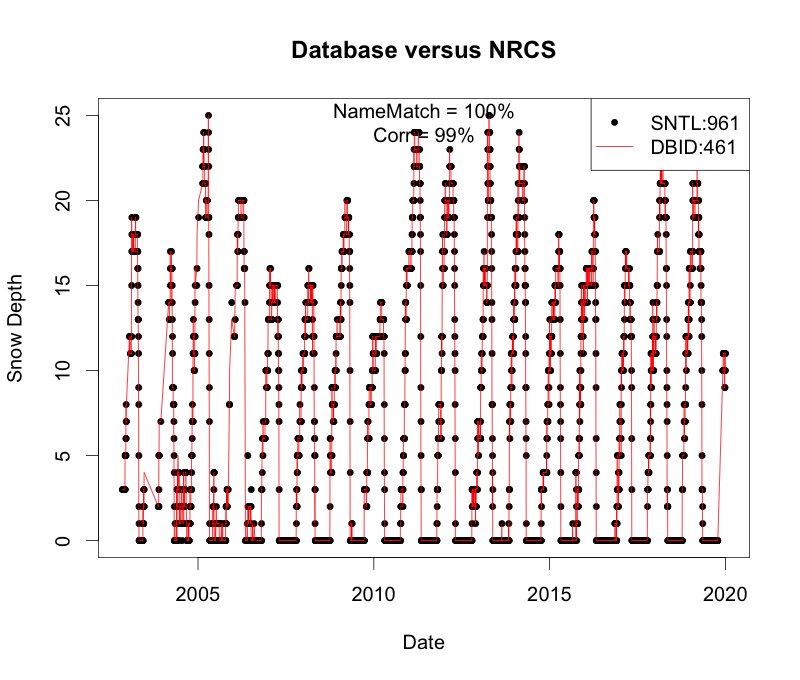 Database versus NRCS
NameMatch = 100%
Corr = 99%
SNTL:961
DBID:461
25
20
15
10
5
0
Snow Depth
2005 2010 2015 2020
Date